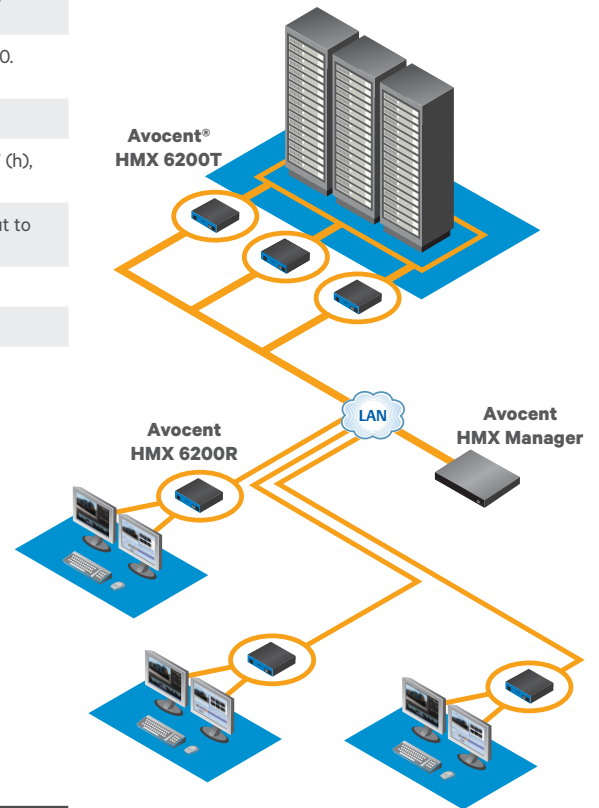 0.
(h),
to
Avocent®
HMX 6200T
LAN
Avocent
HMX Manager
Avocent
HMX 6200R